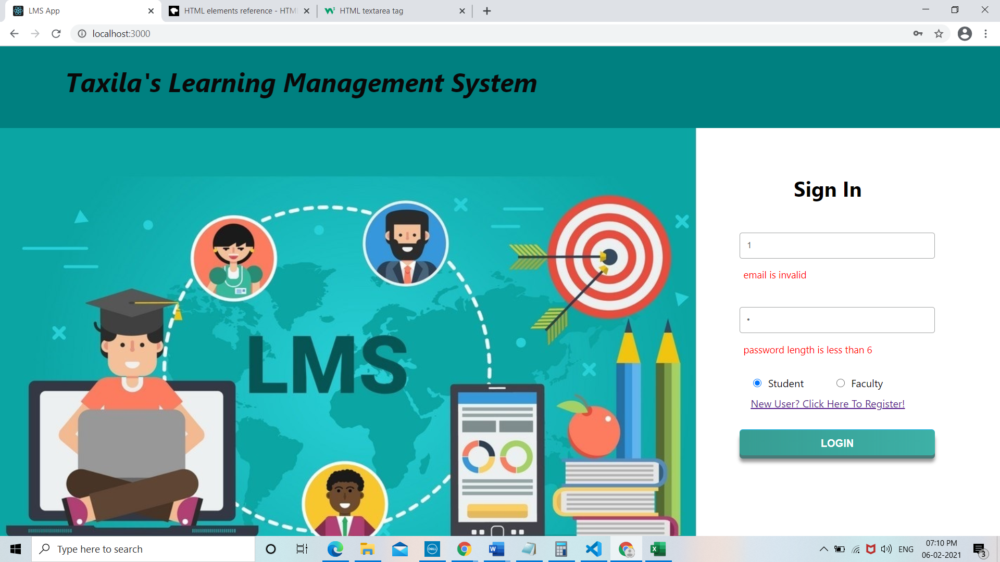 LMS App
HTML elements reference - HTM
HTML textarea tag
localhost:3000
Taxila's Learning Management System
Sign In
1
email is invalid
•
password length is less than 6
Student
Faculty
New User? Click Here To Register!
LOGIN
LMS
Type here to search
DELL
ENG
07:10 PM
06-02-2021
3